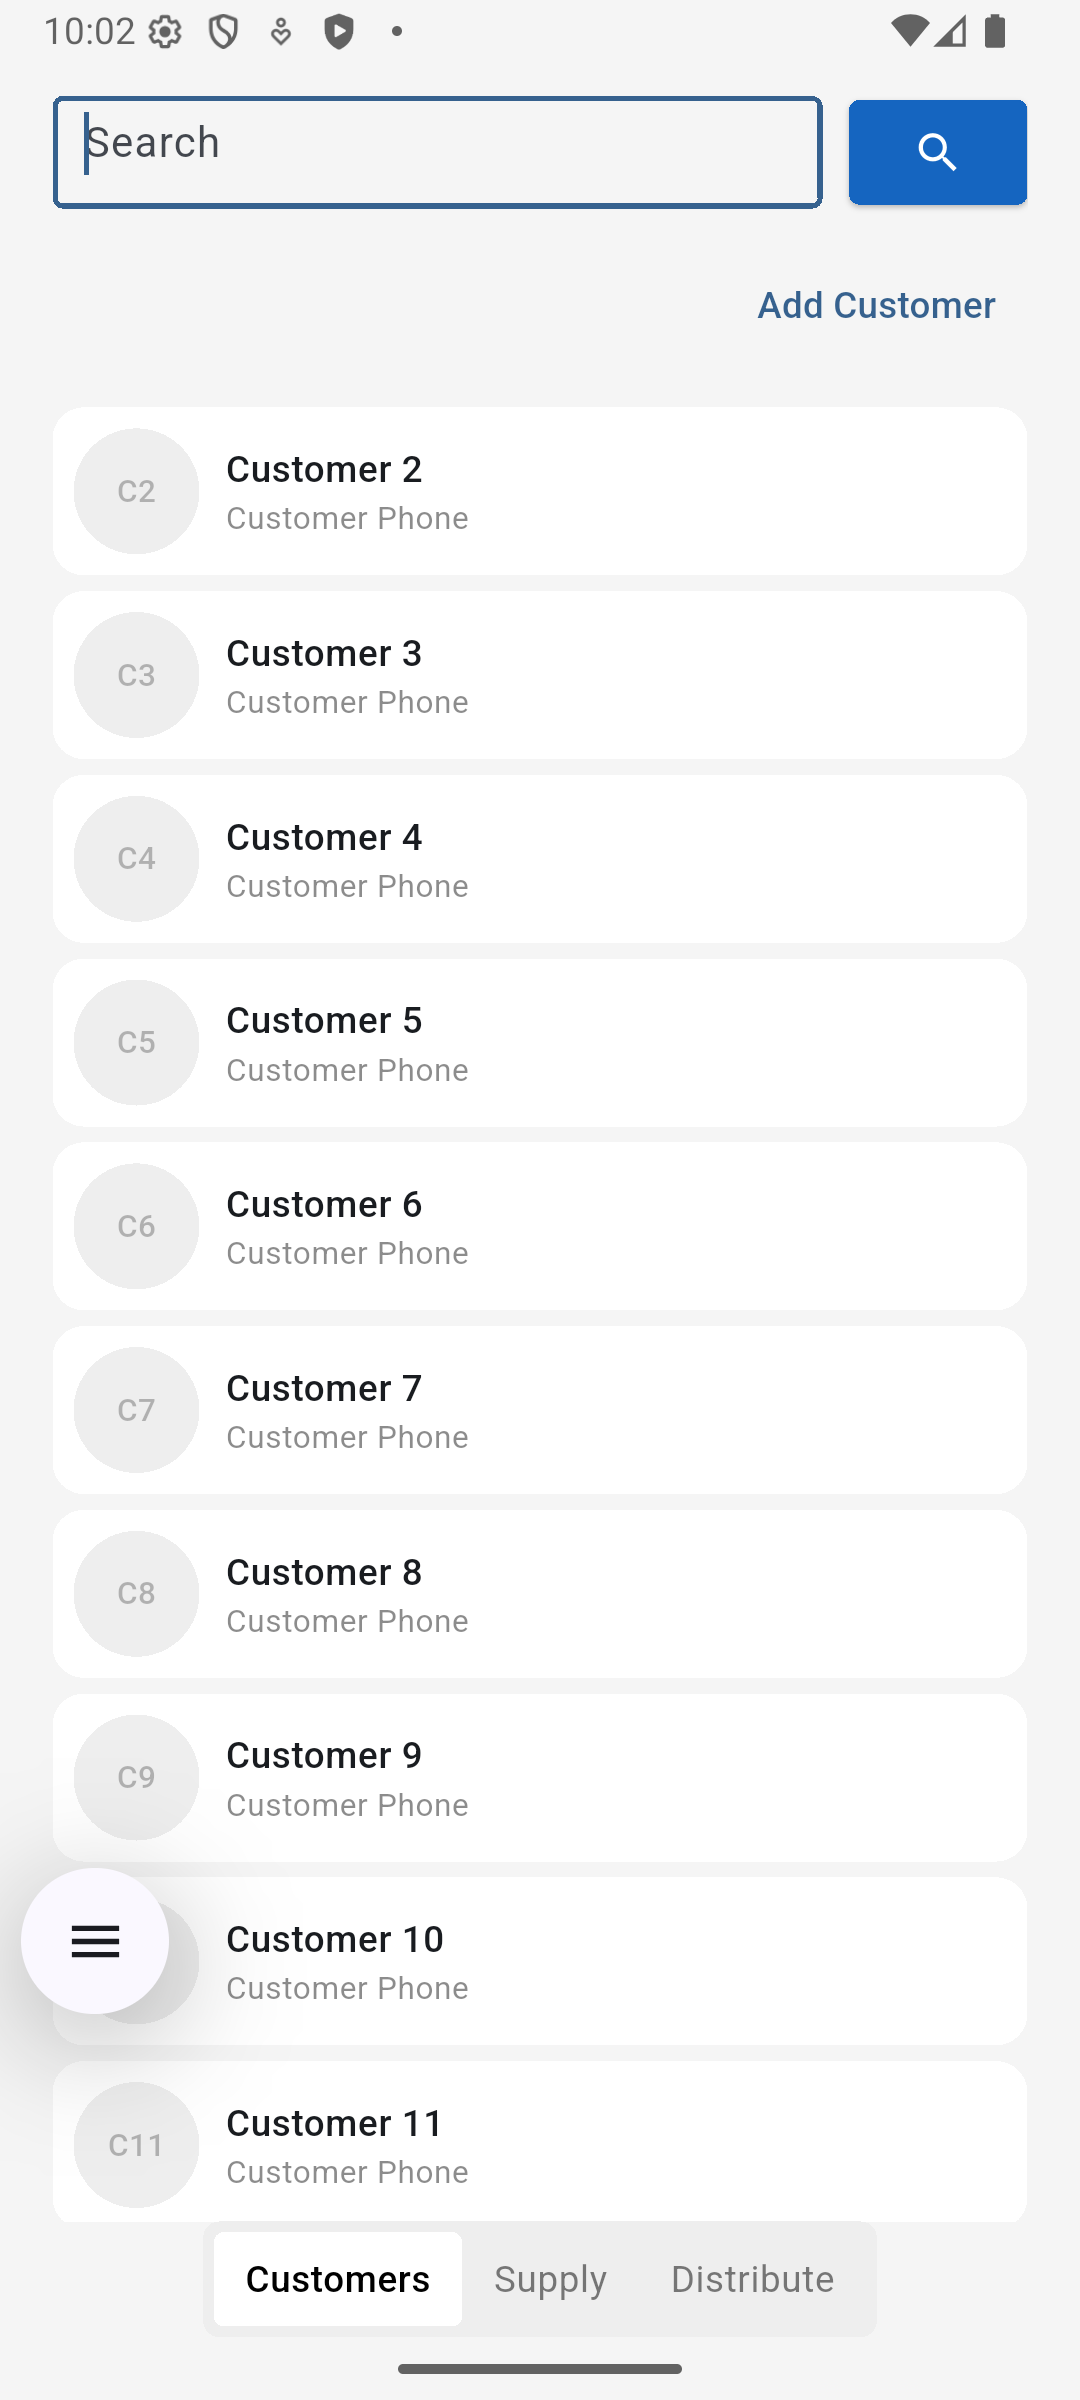 10:02
Search
Add Customer
C2
Customer 2
Customer Phone
C3
Customer 3
Customer Phone
C4
Customer 4
Customer Phone
C5
Customer 5
Customer Phone
C6
Customer 6
Customer Phone
C7
Customer 7
Customer Phone
C8
Customer 8
Customer Phone
C9
Customer 9
Customer Phone
Customer 10
Customer Phone
C11
Customer 11
Customer Phone
Customers Supply Distribute